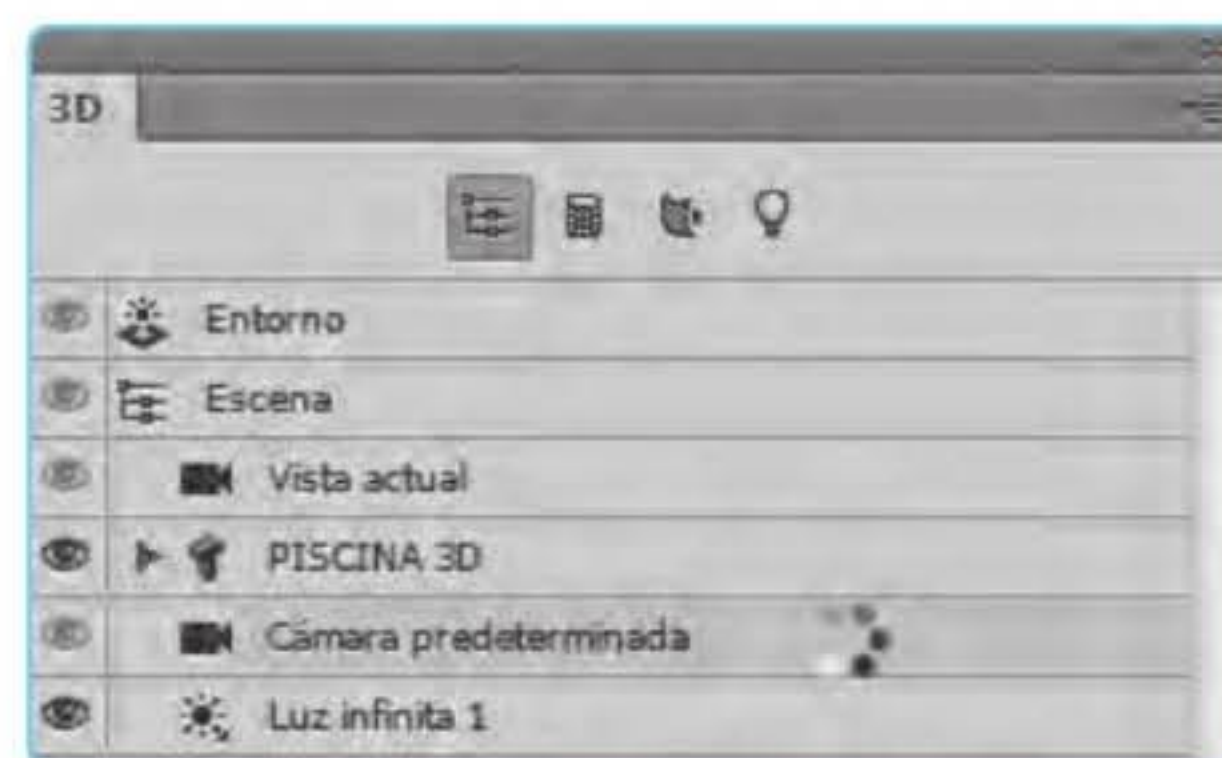 3D
Entorno
Escena
Vista actual
PISCINA 3D
Cámara predeterminada
Luz infinita 1